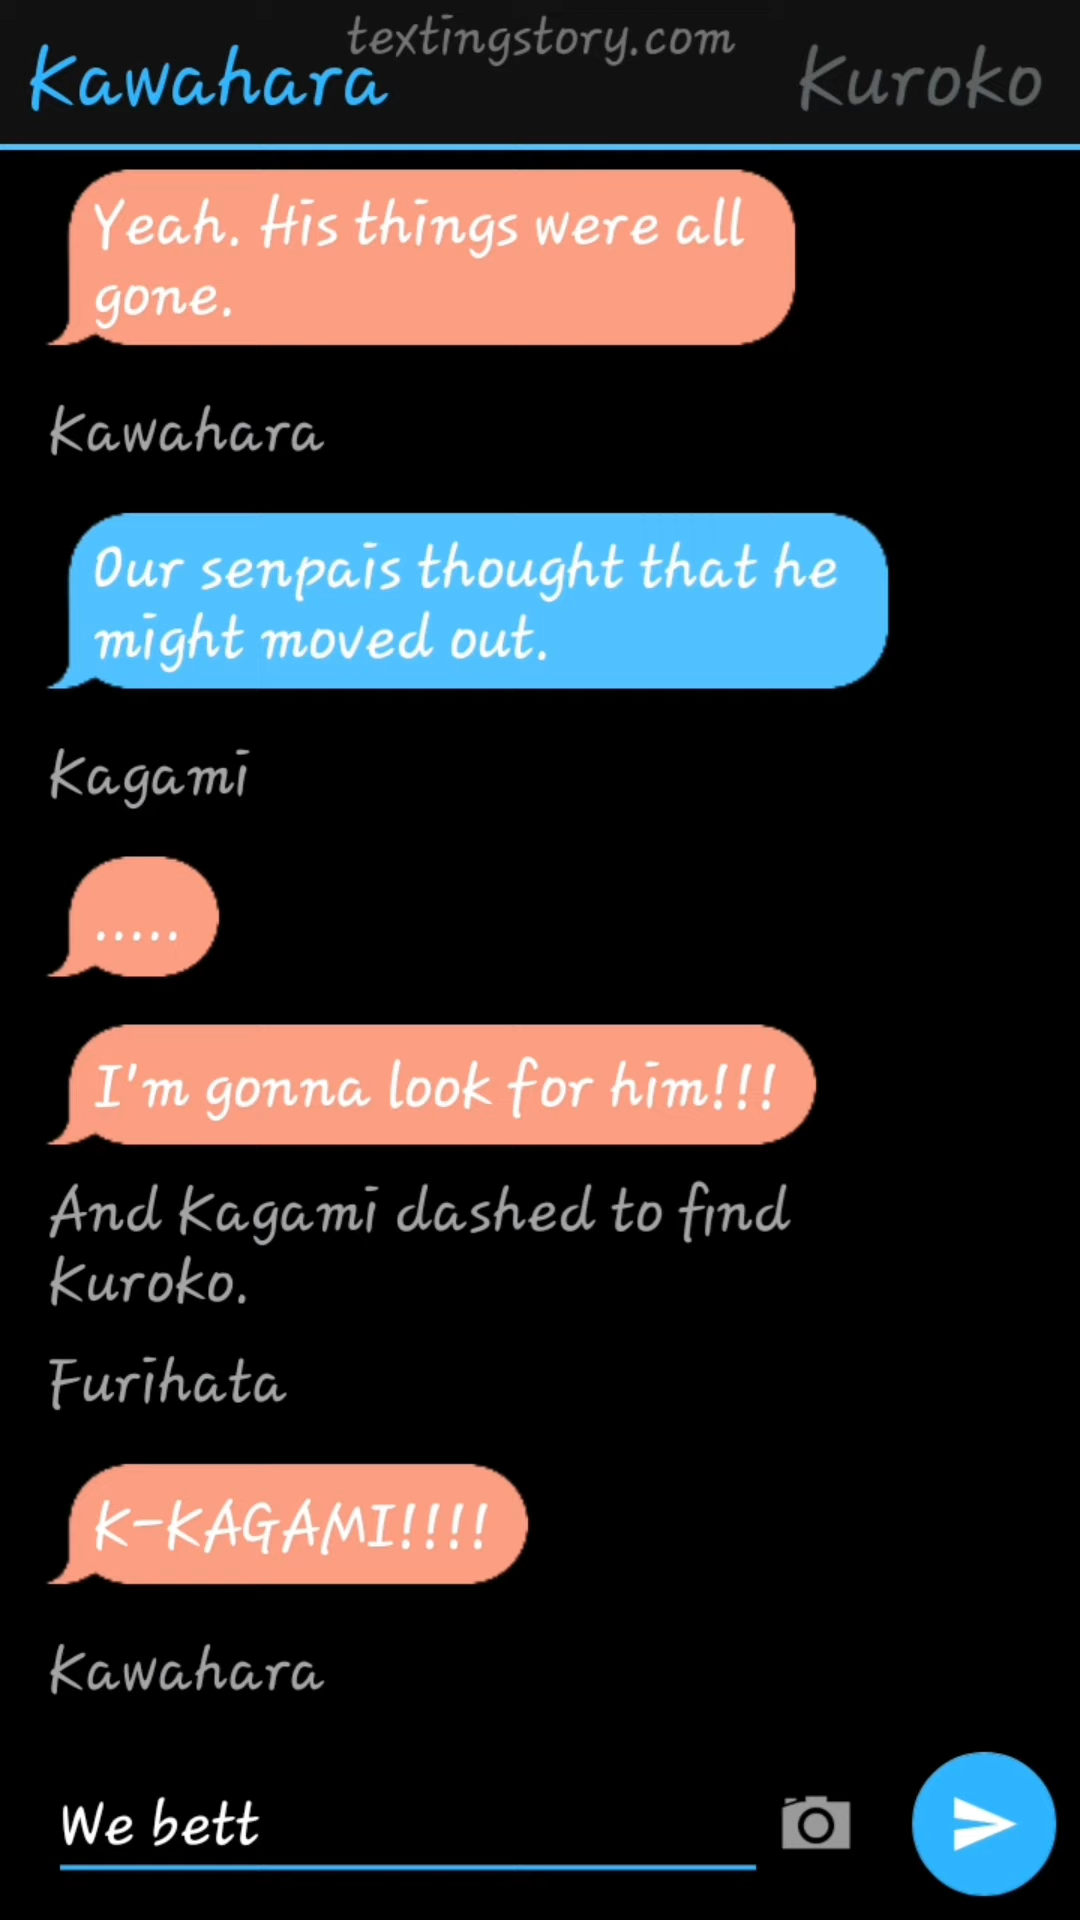 textingstory.com
Kawahara
Kuroko
Yeah. His things were all
gone.
Kawahara
Our senpais thought that he
might moved out.
Kagami
.....
I'm gonna look for him!!!
And Kagami dashed to find
Kuroko.
Furihata
K-KAGAMI!!!!
Kawahara
We bett